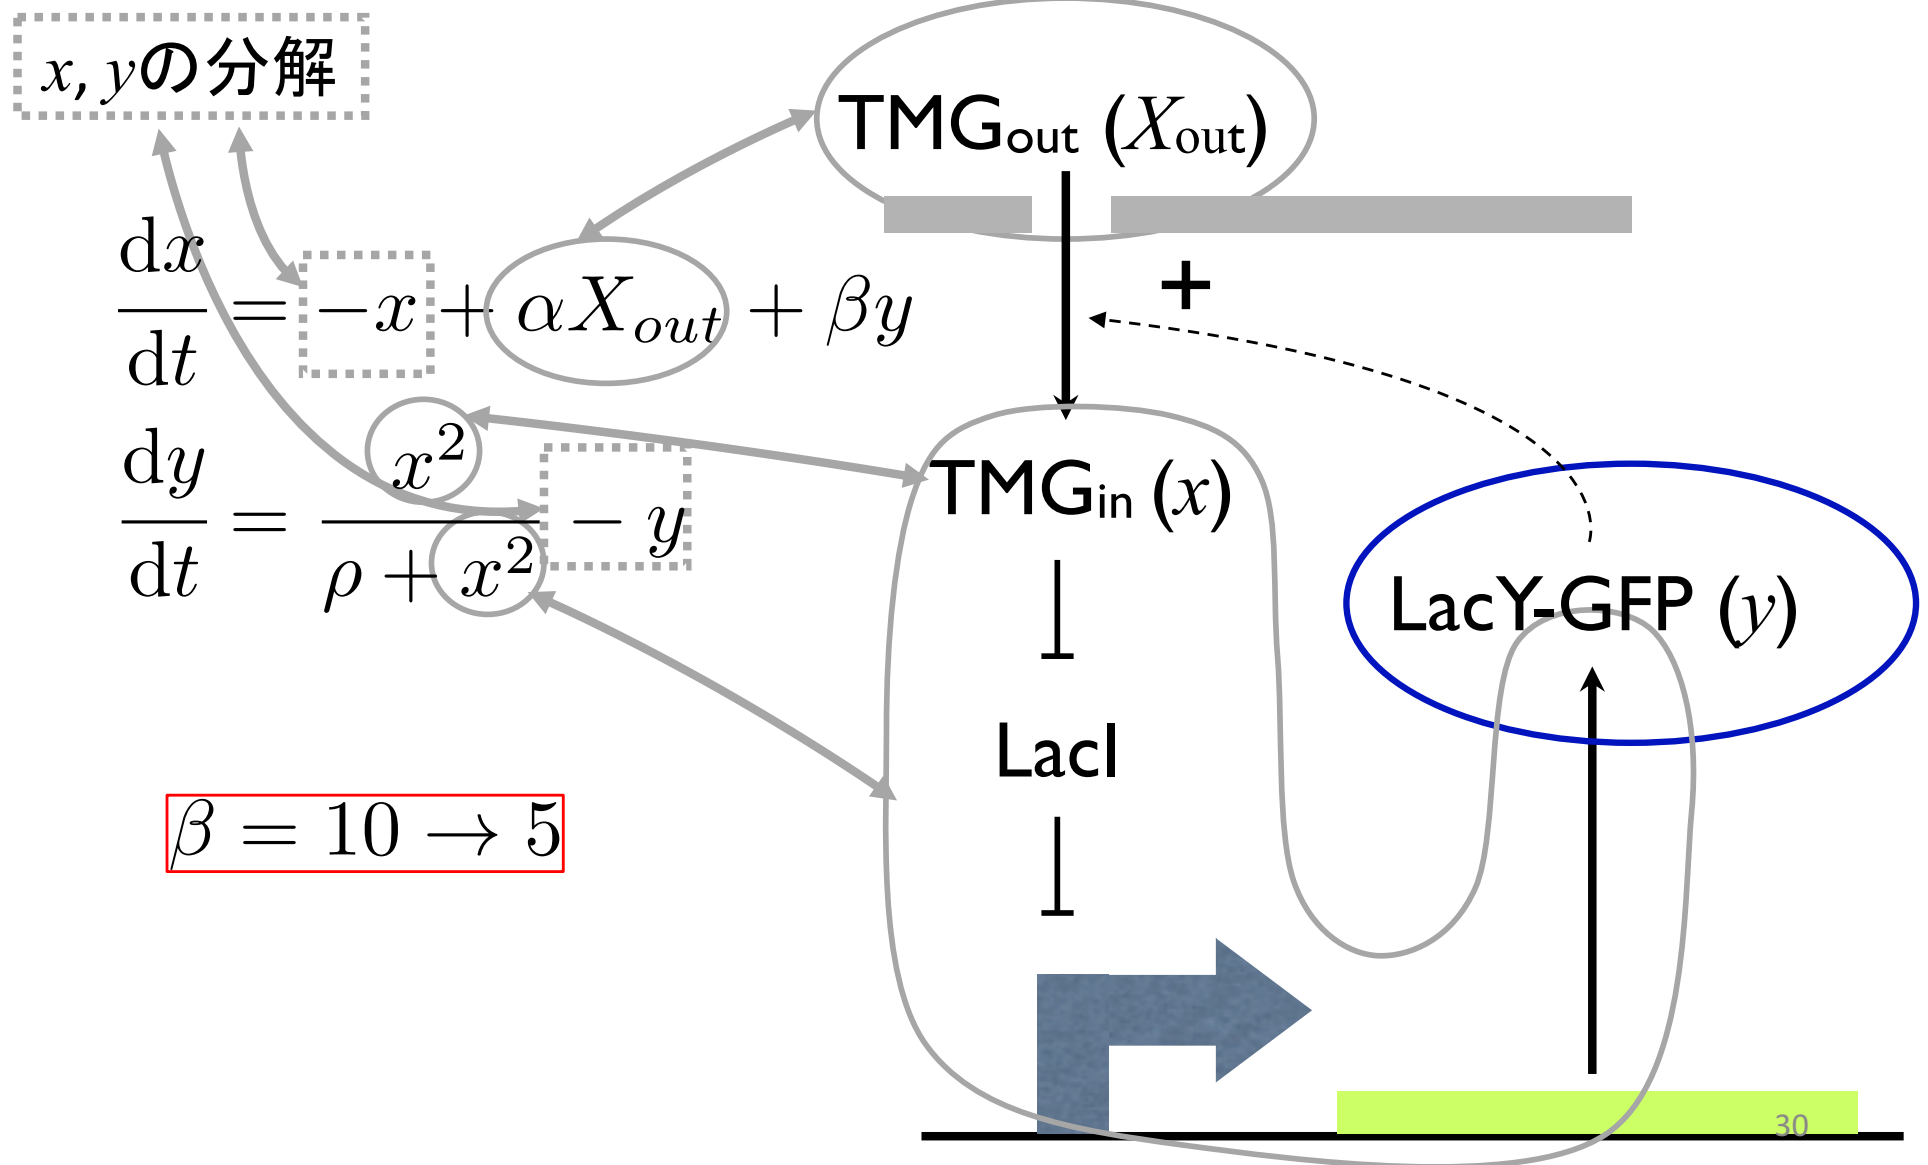 x, yの分解
TMGout (Xout)
dx/dt = −x + αXout + βy
+
dy/dt = x²/(ρ + x²) − y
TMGin (x)
LacY-GFP (y)
LacI
β = 10 → 5
30